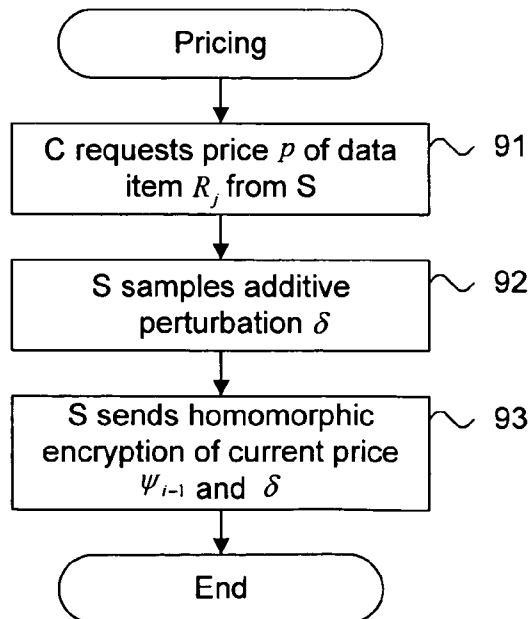 Pricing
C requests price p of data
item R_j from S
91
S samples additive
perturbation δ
92
S sends homomorphic
encryption of current price
ψ_{i-1} and δ
93
End